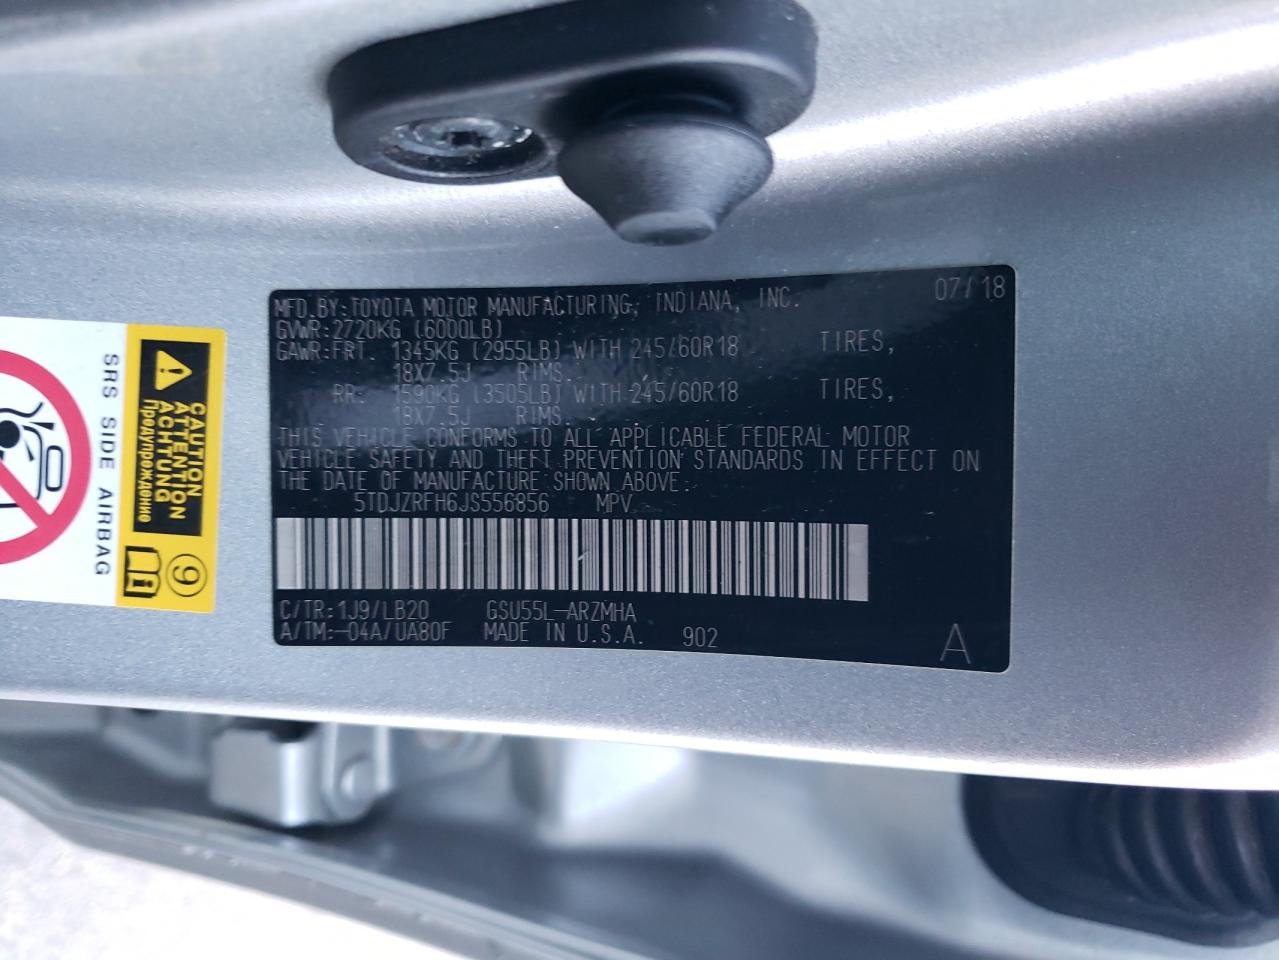 MFD.BY:TOYOTA MOTOR MANUFACTURING, INDIANA, INC. 07/18
GVWR:2720KG (6000LB)
GAWR:FRT. 1345KG (2955LB) WITH 245/60R18 TIRES,
18X7.5J RIMS.
RR. 1590KG (3505LB) WITH 245/60R18 TIRES,
18X7.5J RIMS.
THIS VEHICLE CONFORMS TO ALL APPLICABLE FEDERAL MOTOR
VEHICLE SAFETY AND THEFT PREVENTION STANDARDS IN EFFECT ON
THE DATE OF MANUFACTURE SHOWN ABOVE.
5TDJZRFH6JS556856 MPV
C/TR:1J9/LB20 GSU55L-ARZMHA
A/TM:-04A/UA80F MADE IN U.S.A. 902 A
CAUTION
ATTENTION
ACHTUNG
Предупреждение
9
SRS SIDE AIRBAG